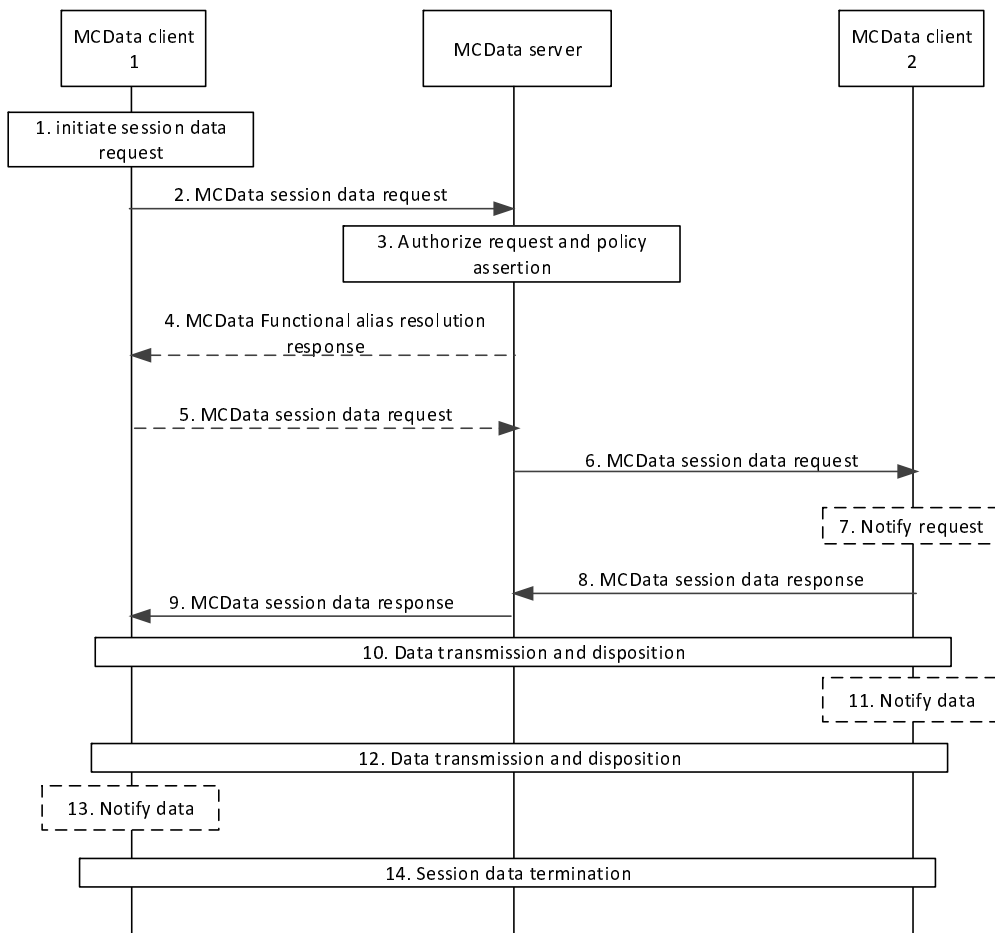 MCData client
1
MCData server
MCData client
2
1. initiate session data
request
2. MCData session data request
3. Authorize request and policy
assertion
4. MCData Functional alias resolution
response
5. MCData session data request
6. MCData session data request
7. Notify request
8. MCData session data response
9. MCData session data response
10. Data transmission and disposition
11. Notify data
12. Data transmission and disposition
13. Notify data
14. Session data termination